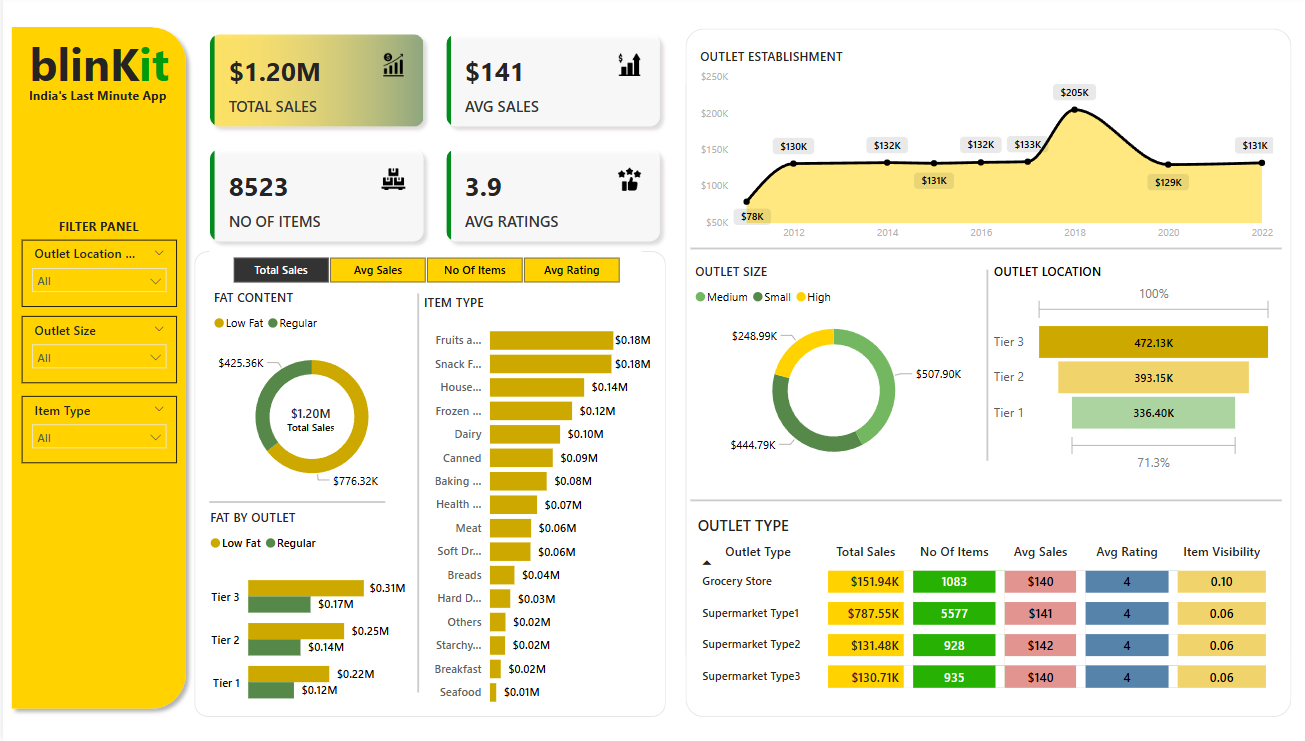 blinKit
India's Last Minute App
FILTER PANEL
Outlet Location ...
All
Outlet Size
All
Item Type
All
$1.20M
TOTAL SALES
$141
AVG SALES
8523
NO OF ITEMS
3.9
AVG RATINGS
Total Sales
Avg Sales
No Of Items
Avg Rating
FAT CONTENT
Low Fat
Regular
$425.36K
$1.20M
Total Sales
$776.32K
FAT BY OUTLET
Low Fat
Regular
Tier 3
$0.31M
$0.17M
Tier 2
$0.25M
$0.14M
Tier 1
$0.22M
$0.12M
ITEM TYPE
Fruits a... $0.18M
Snack F... $0.18M
House... $0.14M
Frozen ... $0.12M
Dairy $0.10M
Canned $0.09M
Baking ... $0.08M
Health ... $0.07M
Meat $0.06M
Soft Dr... $0.06M
Breads $0.04M
Hard D... $0.03M
Others $0.02M
Starchy... $0.02M
Breakfast $0.02M
Seafood $0.01M
OUTLET ESTABLISHMENT
$250K
$200K
$150K
$100K
$50K
$78K
$130K
$132K
$131K
$132K
$133K
$205K
$129K
$131K
2012 2014 2016 2018 2020 2022
OUTLET SIZE
Medium Small High
$248.99K
$507.90K
$444.79K
OUTLET LOCATION
100%
Tier 3 472.13K
Tier 2 393.15K
Tier 1 336.40K
71.3%
OUTLET TYPE
Outlet Type Total Sales No Of Items Avg Sales Avg Rating Item Visibility
Grocery Store $151.94K 1083 $140 4 0.10
Supermarket Type1 $787.55K 5577 $141 4 0.06
Supermarket Type2 $131.48K 928 $142 4 0.06
Supermarket Type3 $130.71K 935 $140 4 0.06